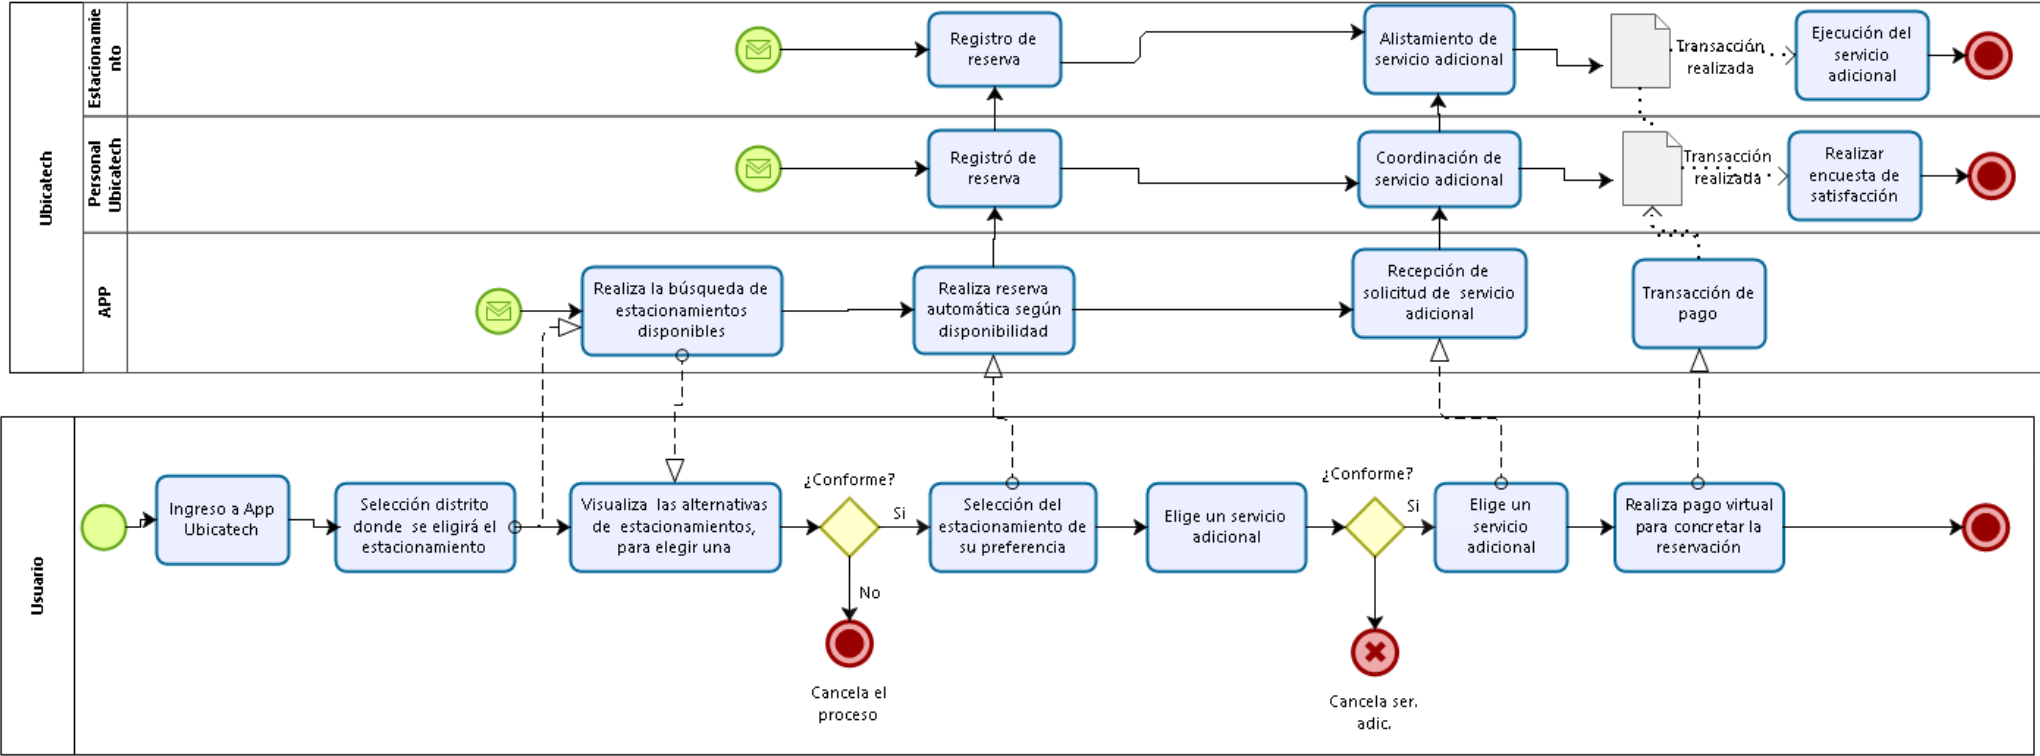 Ubicatech
Estacionamie
nto
Registro de
reserva
Alistamiento de
servicio adicional
Transacción
realizada
Ejecución del
servicio
adicional
Personal
Ubicatech
Registró de
reserva
Coordinación de
servicio adicional
Transacción
realizada
Realizar
encuesta de
satisfacción
APP
Realiza la búsqueda de
estacionamientos
disponibles
Realiza reserva
automática según
disponibilidad
Recepción de
solicitud de servicio
adicional
Transacción de
pago
Usuario
Ingreso a App
Ubicatech
Selección distrito
donde se eligirá el
estacionamiento
Visualiza las alternativas
de estacionamientos,
para elegir una
¿Conforme?
Si
No
Cancela el
proceso
Selección del
estacionamiento de
su preferencia
Elige un servicio
adicional
¿Conforme?
Si
Cancela ser.
adic.
Elige un
servicio
adicional
Realiza pago virtual
para concretar la
reservación